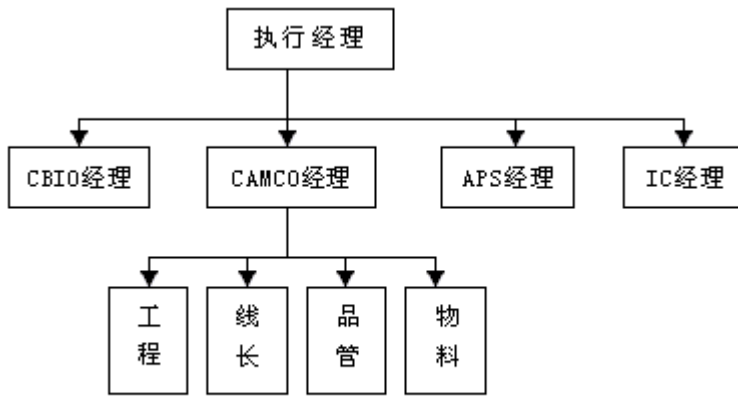 执行经理
CBIO经理
CAMCO经理
APS经理
IC经理
工程
线长
品管
物料